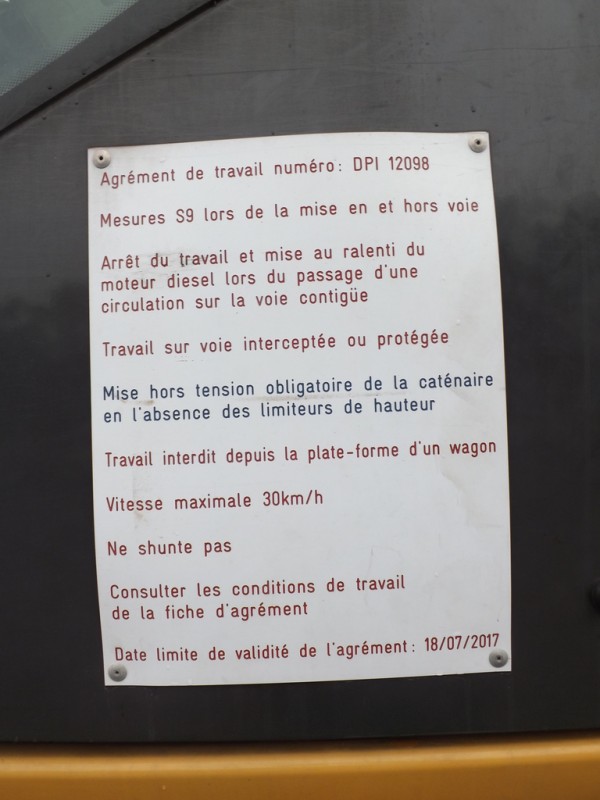 Agrément de travail numéro: DPI 12098
Mesures S9 lors de la mise en et hors voie
Arrêt du travail et mise au ralenti du
moteur diesel lors du passage d'une
circulation sur la voie contigüe
Travail sur voie interceptée ou protégée
Mise hors tension obligatoire de la caténaire
en l'absence des limiteurs de hauteur
Travail interdit depuis la plate-forme d'un wagon
Vitesse maximale 30km/h
Ne shunte pas
Consulter les conditions de travail
de la fiche d'agrément
Date limite de validité de l'agrément: 18/07/2017